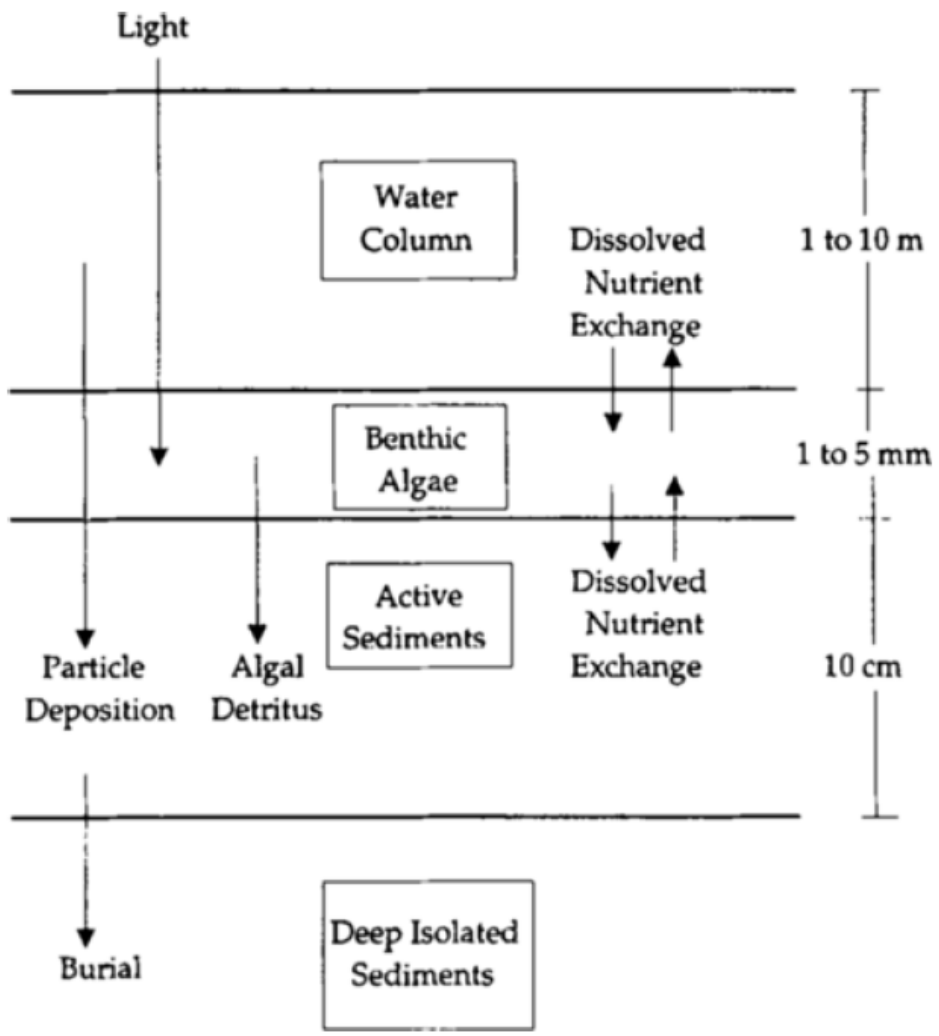 Light
Water
Column
Dissolved
Nutrient
Exchange
1 to 10 m
Benthic
Algae
1 to 5 mm
Active
Sediments
Dissolved
Nutrient
Exchange
Particle
Deposition
Algal
Detritus
10 cm
Deep Isolated
Sediments
Burial